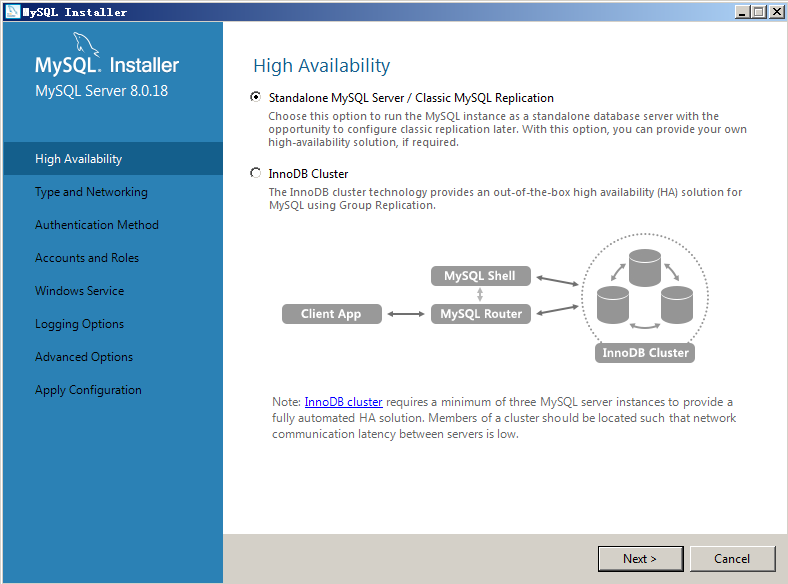 MySQL Installer
MySQL. Installer
MySQL Server 8.0.18
High Availability
Type and Networking
Authentication Method
Accounts and Roles
Windows Service
Logging Options
Advanced Options
Apply Configuration
High Availability
Standalone MySQL Server / Classic MySQL Replication
Choose this option to run the MySQL instance as a standalone database server with the
opportunity to configure classic replication later. With this option, you can provide your own
high-availability solution, if required.
InnoDB Cluster
The InnoDB cluster technology provides an out-of-the-box high availability (HA) solution for
MySQL using Group Replication.
MySQL Shell
Client App
MySQL Router
InnoDB Cluster
Note: InnoDB cluster requires a minimum of three MySQL server instances to provide a
fully automated HA solution. Members of a cluster should be located such that network
communication latency between servers is low.
Next >
Cancel